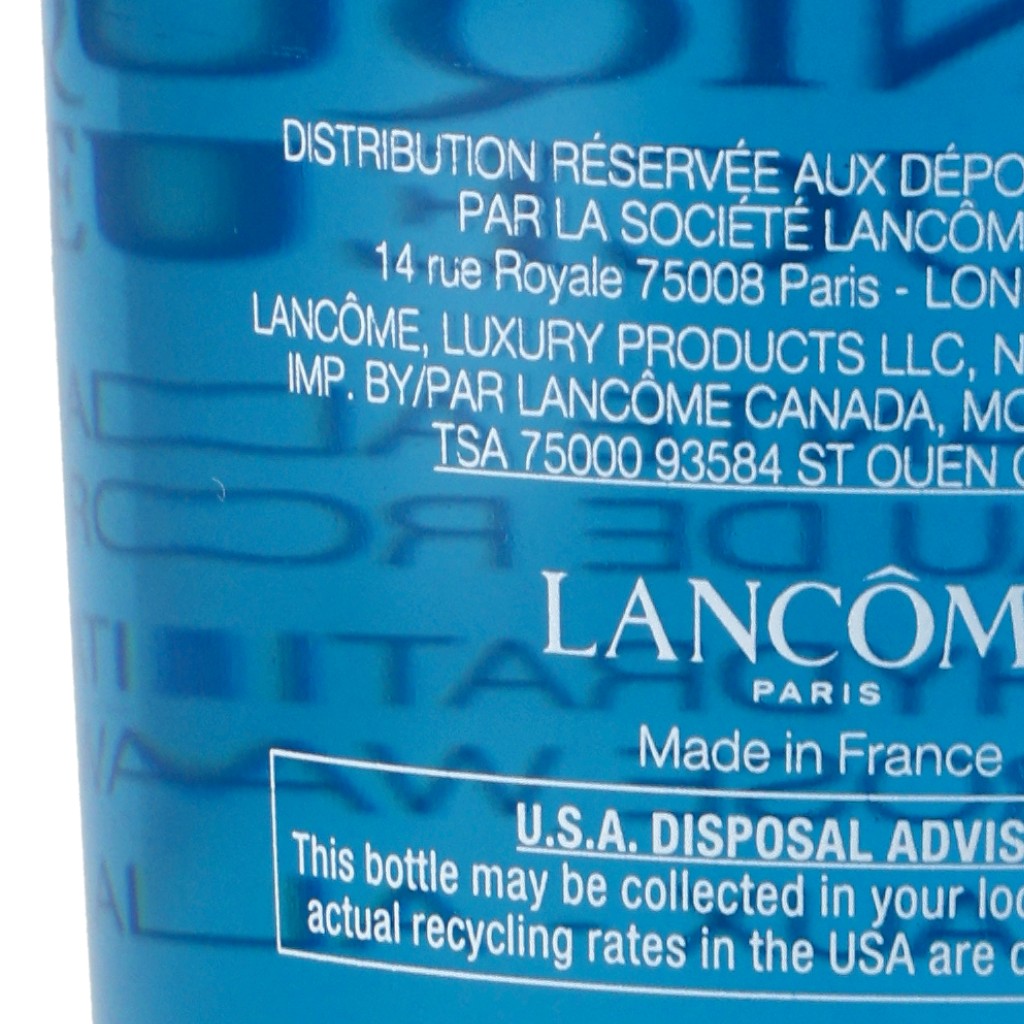 DISTRIBUTION RÉSERVÉE AUX DÉPO
PAR LA SOCIÉTÉ LANCÔM
14 rue Royale 75008 Paris - LON
LANCÔME, LUXURY PRODUCTS LLC, N
IMP. BY/PAR LANCÔME CANADA, MO
TSA 75000 93584 ST OUEN C
LANCÔM
PARIS
Made in France
U.S.A. DISPOSAL ADVIS
This bottle may be collected in your loc
actual recycling rates in the USA are